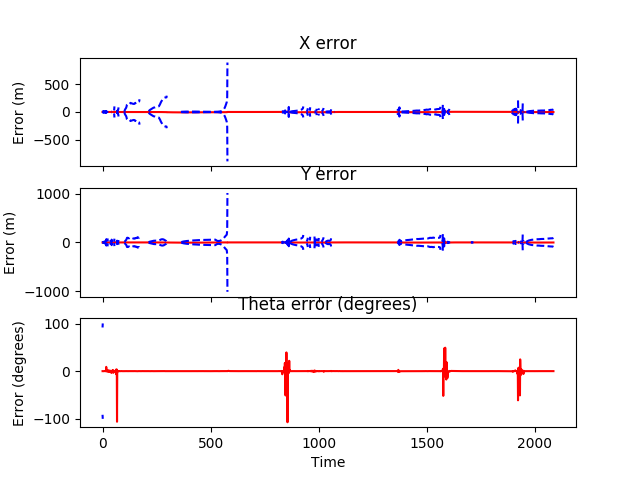 X error
Error (m)
500
0
−500
Y error
Error (m)
1000
0
−1000
Theta error (degrees)
Error (degrees)
100
0
−100
0 500 1000 1500 2000
Time